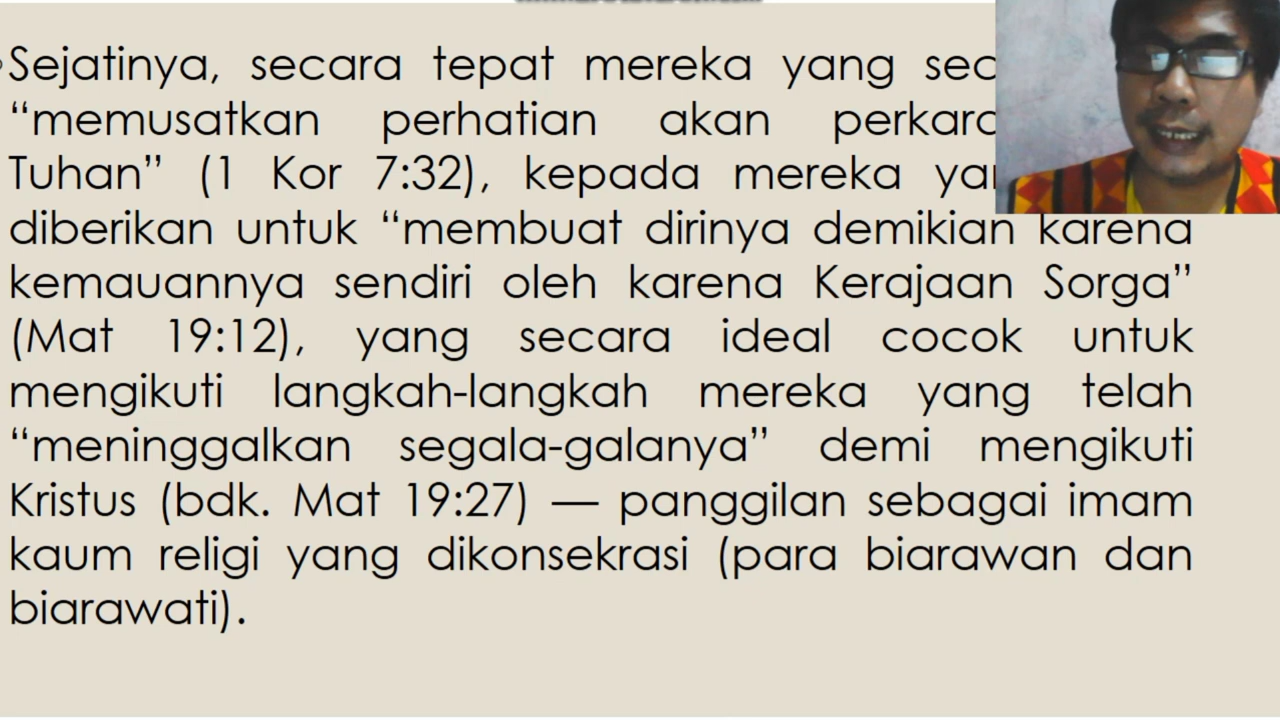 Sejatinya, secara tepat mereka yang
“memusatkan perhatian akan
Tuhan” (1 Kor 7:32), kepada mereka
diberikan untuk “membuat dirinya demikian karena
kemauannya sendiri oleh karena Kerajaan Sorga”
(Mat 19:12), yang secara ideal cocok untuk
mengikuti langkah-langkah mereka yang telah
“meninggalkan segala-galanya” demi mengikuti
Kristus (bdk. Mat 19:27) — panggilan sebagai imam
kaum religi yang dikonsekrasi (para biarawan dan
biarawati).